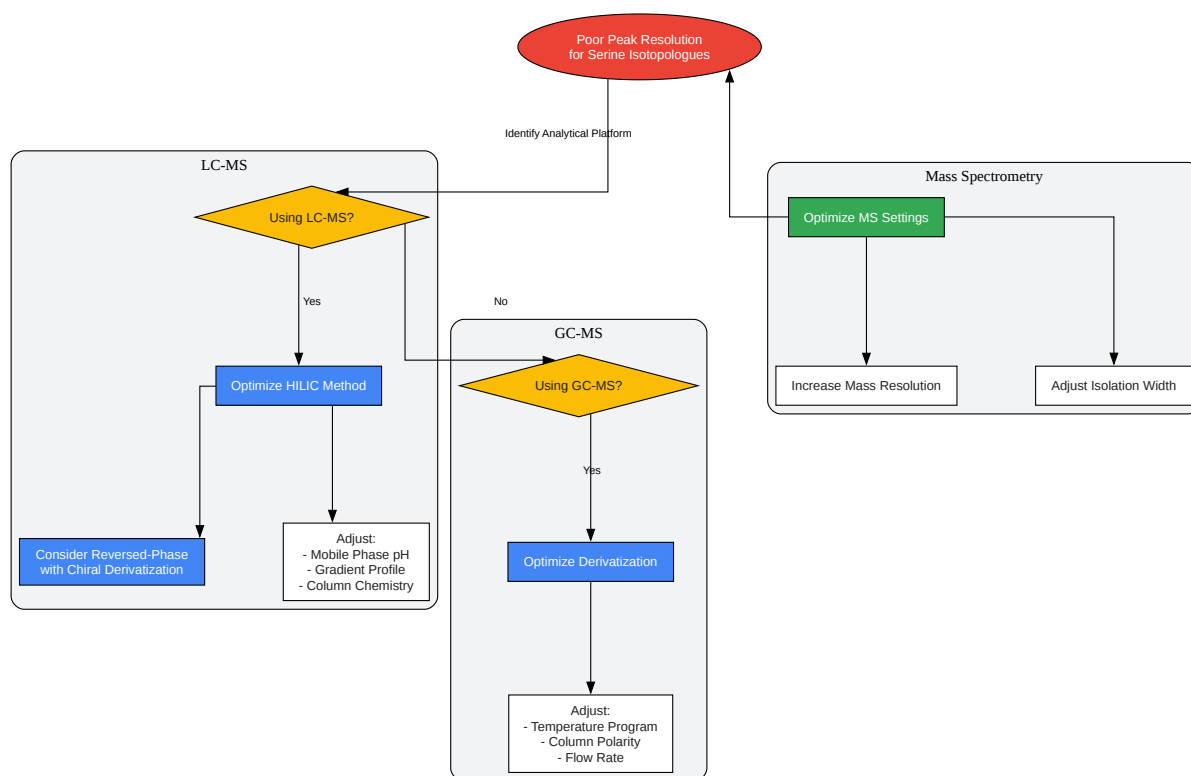 Poor Peak Resolution
for Serine Isotopologues
Identify Analytical Platform
LC-MS
Using LC-MS?
Yes
No
Optimize HILIC Method
Consider Reversed-Phase
with Chiral Derivatization
Adjust:
- Mobile Phase pH
- Gradient Profile
- Column Chemistry
GC-MS
Using GC-MS?
Yes
Optimize Derivatization
Adjust:
- Temperature Program
- Column Polarity
- Flow Rate
Mass Spectrometry
Optimize MS Settings
Increase Mass Resolution
Adjust Isolation Width